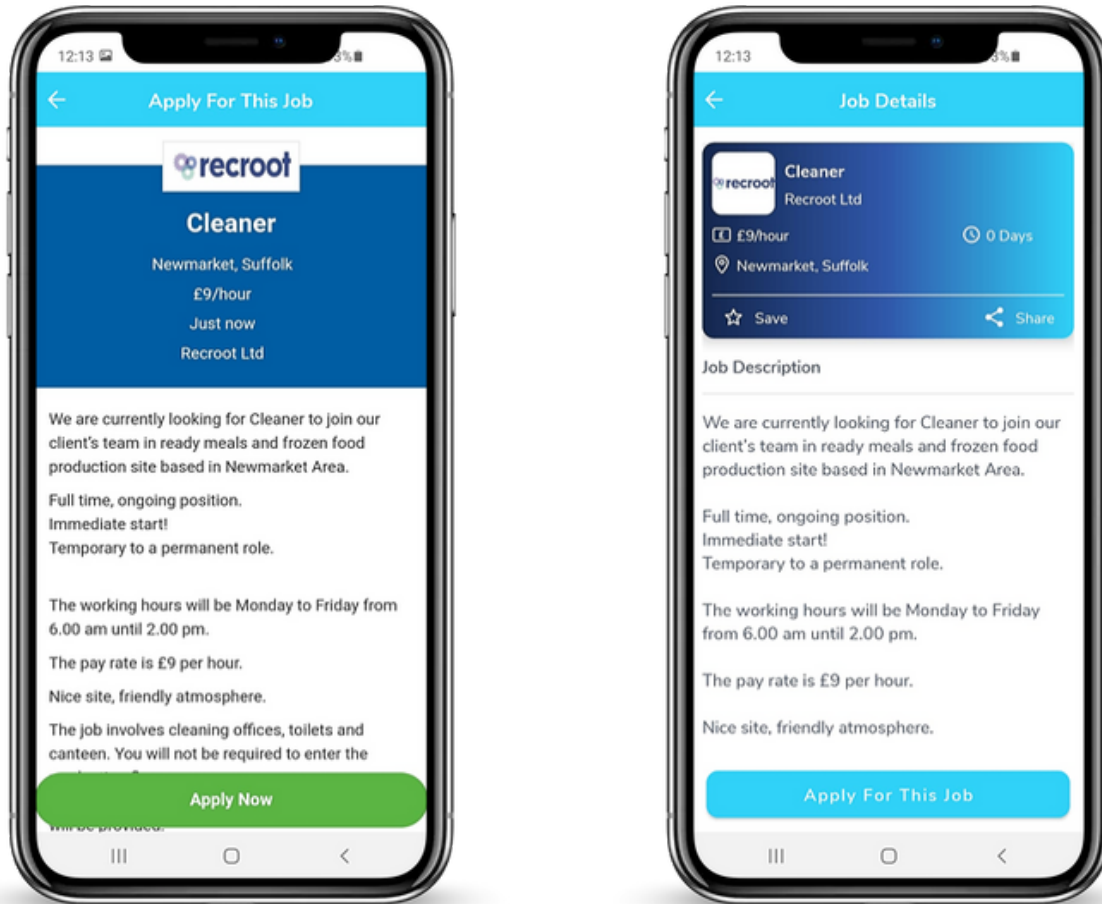 12:13
3%
Apply For This Job
recroot
Cleaner
Newmarket, Suffolk
£9/hour
Just now
Recroot Ltd
We are currently looking for Cleaner to join our
client's team in ready meals and frozen food
production site based in Newmarket Area.
Full time, ongoing position.
Immediate start!
Temporary to a permanent role.
The working hours will be Monday to Friday from
6.00 am until 2.00 pm.
The pay rate is £9 per hour.
Nice site, friendly atmosphere.
The job involves cleaning offices, toilets and
canteen. You will not be required to enter the
Apply Now
will be provided.
12:13
3%
Job Details
recroot
Cleaner
Recroot Ltd
£9/hour
0 Days
Newmarket, Suffolk
Save
Share
Job Description
We are currently looking for Cleaner to join our
client's team in ready meals and frozen food
production site based in Newmarket Area.
Full time, ongoing position.
Immediate start!
Temporary to a permanent role.
The working hours will be Monday to Friday
from 6.00 am until 2.00 pm.
The pay rate is £9 per hour.
Nice site, friendly atmosphere.
Apply For This Job